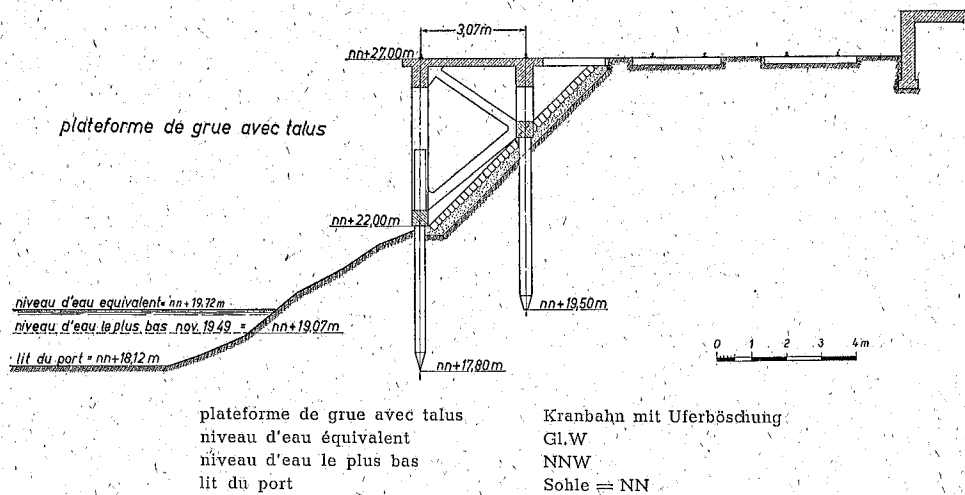 3,07m
nn+27,00m
plateforme de grue avec talus
nn+22,00m
niveau d'eau equivalent = nn+19,72m
nn+19,50m
niveau d'eau le plus bas nov. 19.49 = nn+19,07m
0 1 2 3 4m
lit du port = nn+18,12m
nn+17,80m
plateforme de grue avec talus Kranbahn mit Uferböschung
niveau d'eau équivalent Gl.W
niveau d'eau le plus bas NNW
lit du port Sohle = NN